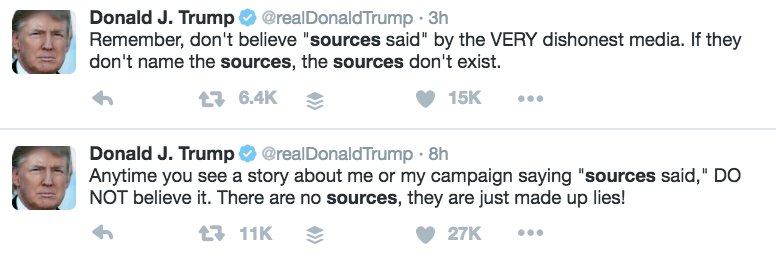 Donald J. Trump @realDonaldTrump · 3h
Remember, don't believe "sources said" by the VERY dishonest media. If they
don't name the sources, the sources don't exist.
6.4K 15K •••
Donald J. Trump @realDonaldTrump · 8h
Anytime you see a story about me or my campaign saying "sources said," DO
NOT believe it. There are no sources, they are just made up lies!
11K 27K •••